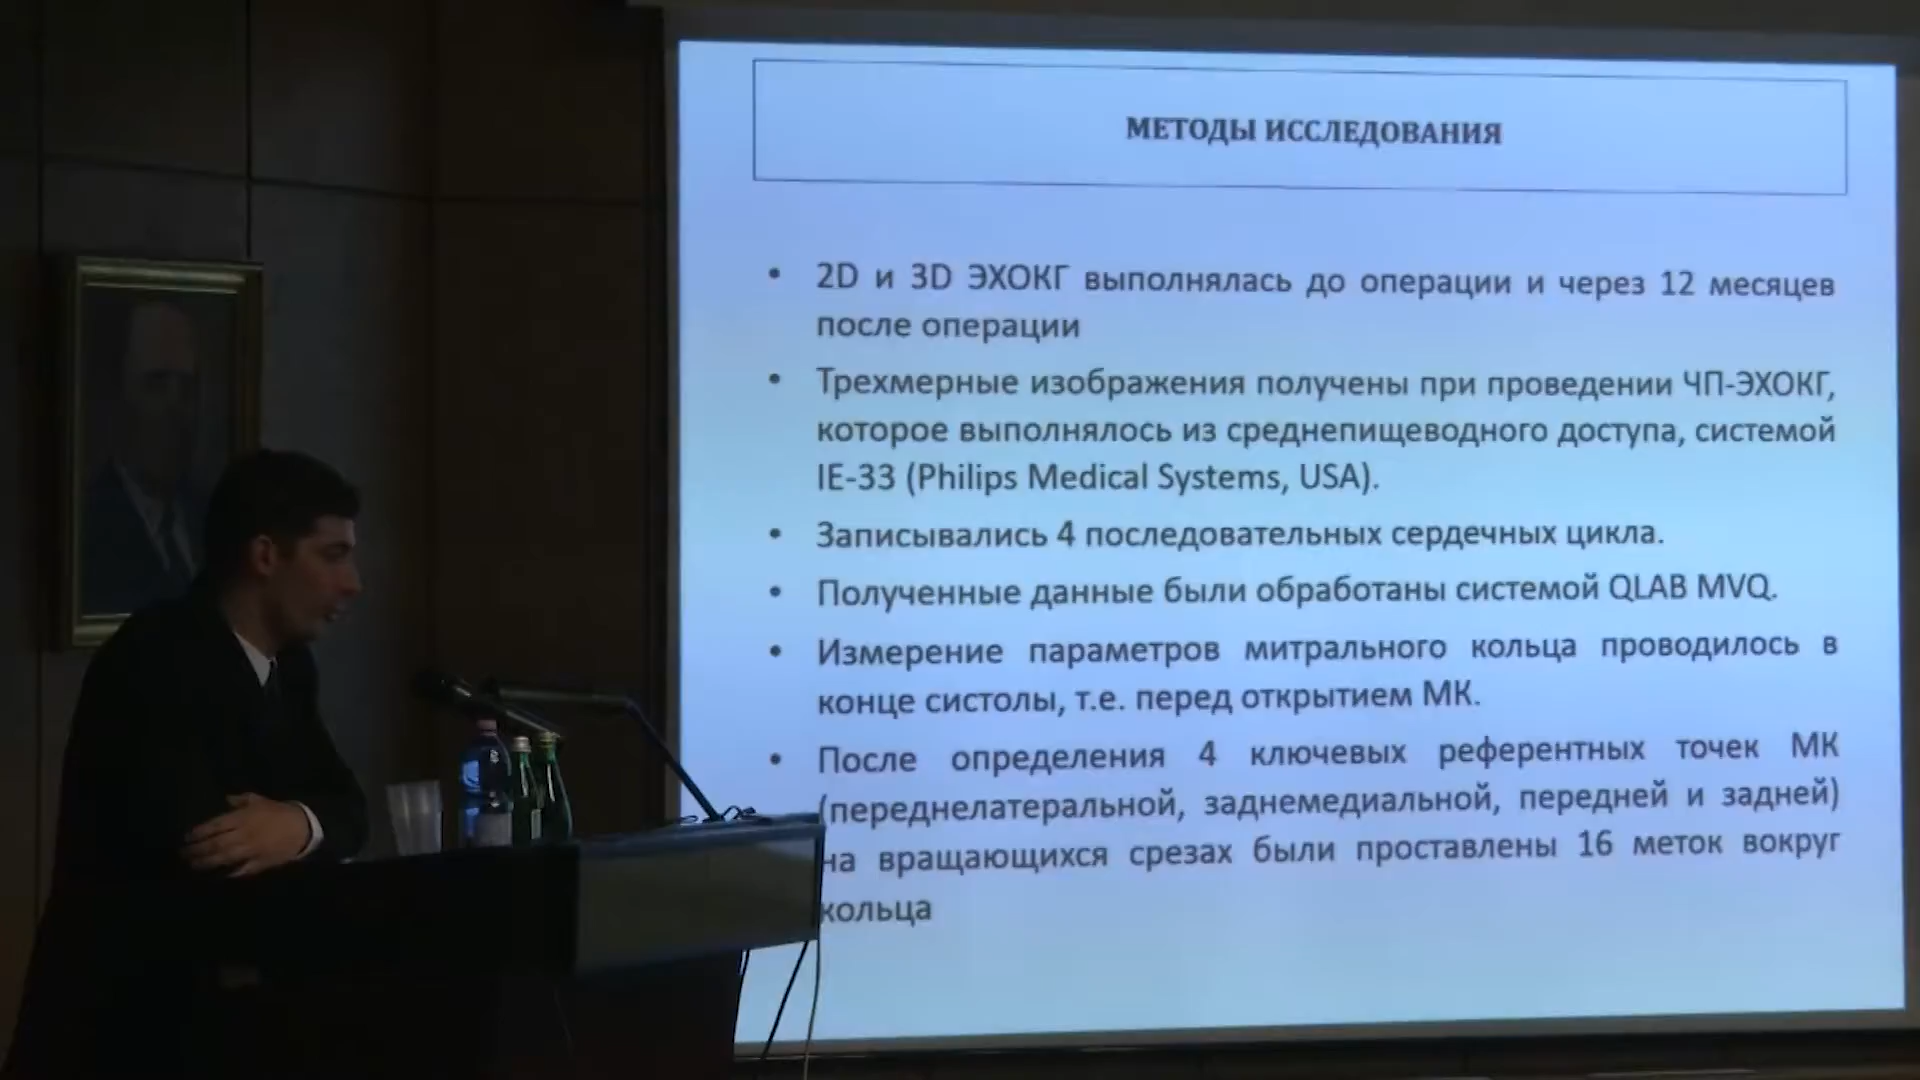 МЕТОДЫ ИССЛЕДОВАНИЯ
• 2D и 3D ЭХОКГ выполнялась до операции и через 12 месяцев
после операции
• Трехмерные изображения получены при проведении ЧП-ЭХОКГ,
которое выполнялось из среднепищеводного доступа, системой
IE-33 (Philips Medical Systems, USA).
• Записывались 4 последовательных сердечных цикла.
• Полученные данные были обработаны системой QLAB MVQ.
• Измерение параметров митрального кольца проводилось в
конце систолы, т.е. перед открытием МК.
• После определения 4 ключевых референтных точек МК
(переднелатеральной, заднемедиальной, передней и задней)
на вращающихся срезах были проставлены 16 меток вокруг
кольца